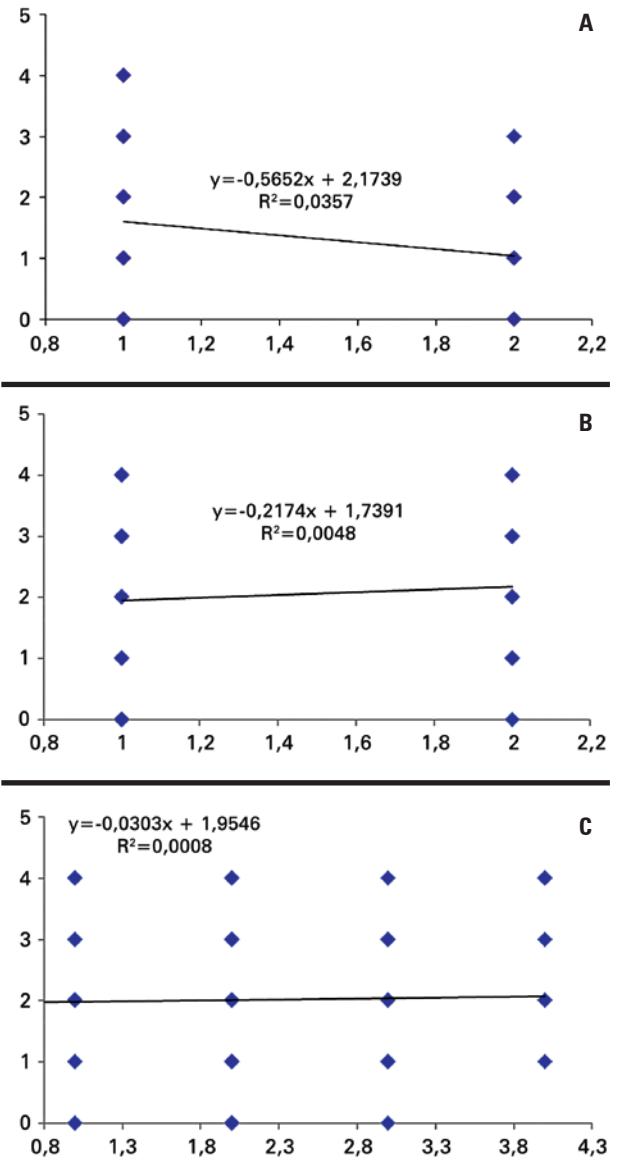 5
A
4
3
y=-0,5652x + 2,1739
R²=0,0357
2
1
0
0,8 1 1,2 1,4 1,6 1,8 2 2,2
5
B
4
y=-0,2174x + 1,7391
R²=0,0048
3
2
1
0
0,8 1 1,2 1,4 1,6 1,8 2 2,2
5
y=-0,0303x + 1,9546
C
R²=0,0008
4
3
2
1
0
0,8 1,3 1,8 2,3 2,8 3,3 3,8 4,3